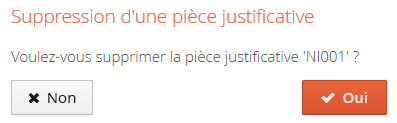 Suppression d'une pièce justificative
Voulez-vous supprimer la pièce justificative 'NI001' ?
Non
Oui